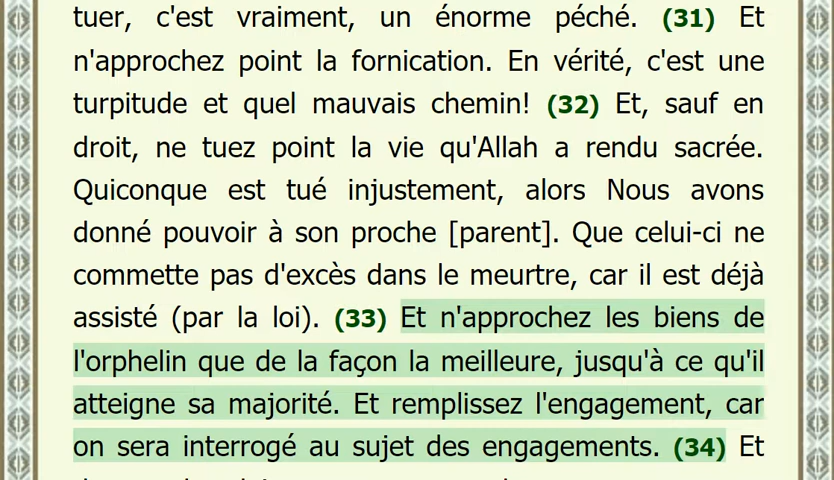 tuer, c'est vraiment, un énorme péché. (31) Et
n'approchez point la fornication. En vérité, c'est une
turpitude et quel mauvais chemin! (32) Et, sauf en
droit, ne tuez point la vie qu'Allah a rendu sacrée.
Quiconque est tué injustement, alors Nous avons
donné pouvoir à son proche [parent]. Que celui-ci ne
commette pas d'excès dans le meurtre, car il est déjà
assisté (par la loi). (33) Et n'approchez les biens de
l'orphelin que de la façon la meilleure, jusqu'à ce qu'il
atteigne sa majorité. Et remplissez l'engagement, car
on sera interrogé au sujet des engagements. (34) Et